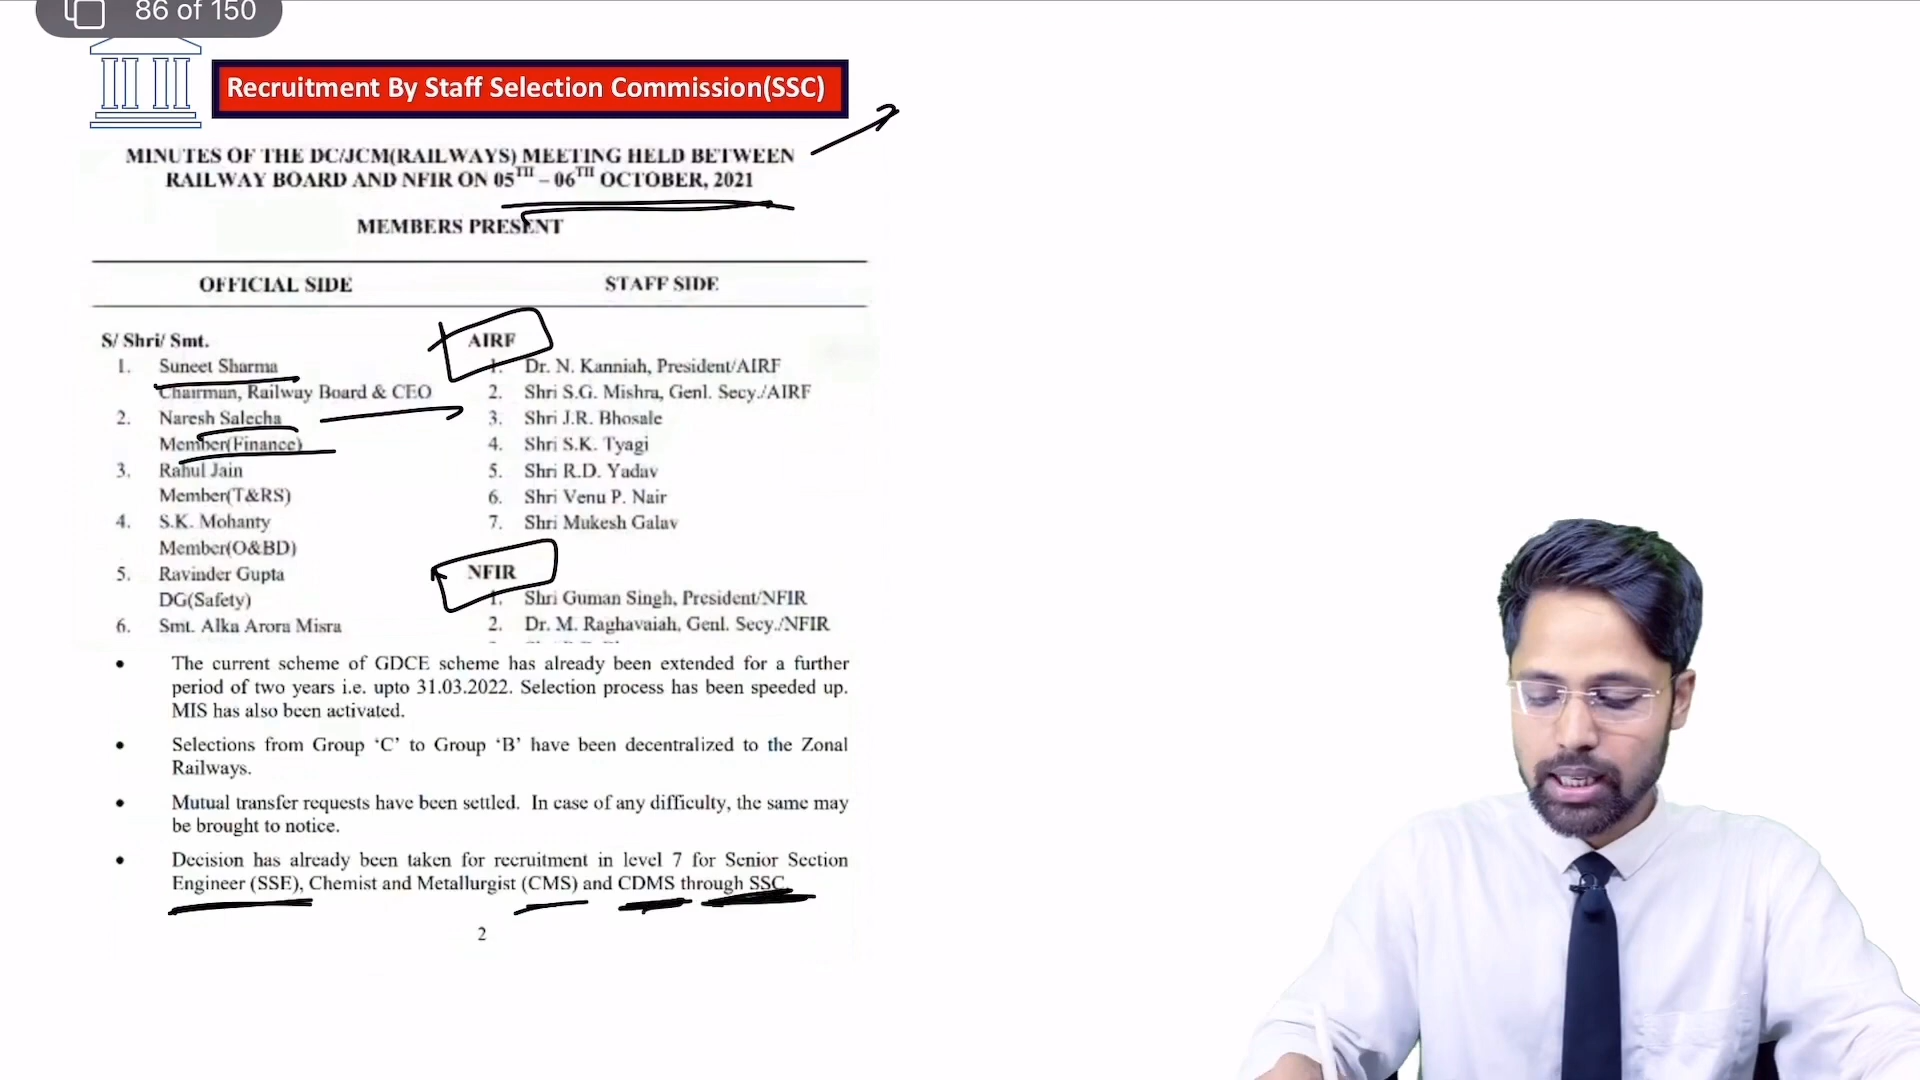 86 of 150
Recruitment By Staff Selection Commission(SSC)
MINUTES OF THE DC/JCM(RAILWAYS) MEETING HELD BETWEEN
RAILWAY BOARD AND NFIR ON 05TH – 06TH OCTOBER, 2021
MEMBERS PRESENT
OFFICIAL SIDE
STAFF SIDE
S/ Shri/ Smt.
1. Suneet Sharma
Chairman, Railway Board & CEO
2. Naresh Salecha
Member(Finance)
3. Rahul Jain
Member(T&RS)
4. S.K. Mohanty
Member(O&BD)
5. Ravinder Gupta
DG(Safety)
6. Smt. Alka Arora Misra
AIRF
1. Dr. N. Kanniah, President/AIRF
2. Shri S.G. Mishra, Genl. Secy./AIRF
3. Shri J.R. Bhosale
4. Shri S.K. Tyagi
5. Shri R.D. Yadav
6. Shri Venu P. Nair
7. Shri Mukesh Galav
NFIR
1. Shri Guman Singh, President/NFIR
2. Dr. M. Raghavaiah, Genl. Secy./NFIR
• The current scheme of GDCE scheme has already been extended for a further
period of two years i.e. upto 31.03.2022. Selection process has been speeded up.
MIS has also been activated.
• Selections from Group ‘C’ to Group ‘B’ have been decentralized to the Zonal
Railways.
• Mutual transfer requests have been settled. In case of any difficulty, the same may
be brought to notice.
• Decision has already been taken for recruitment in level 7 for Senior Section
Engineer (SSE), Chemist and Metallurgist (CMS) and CDMS through SSC.
2